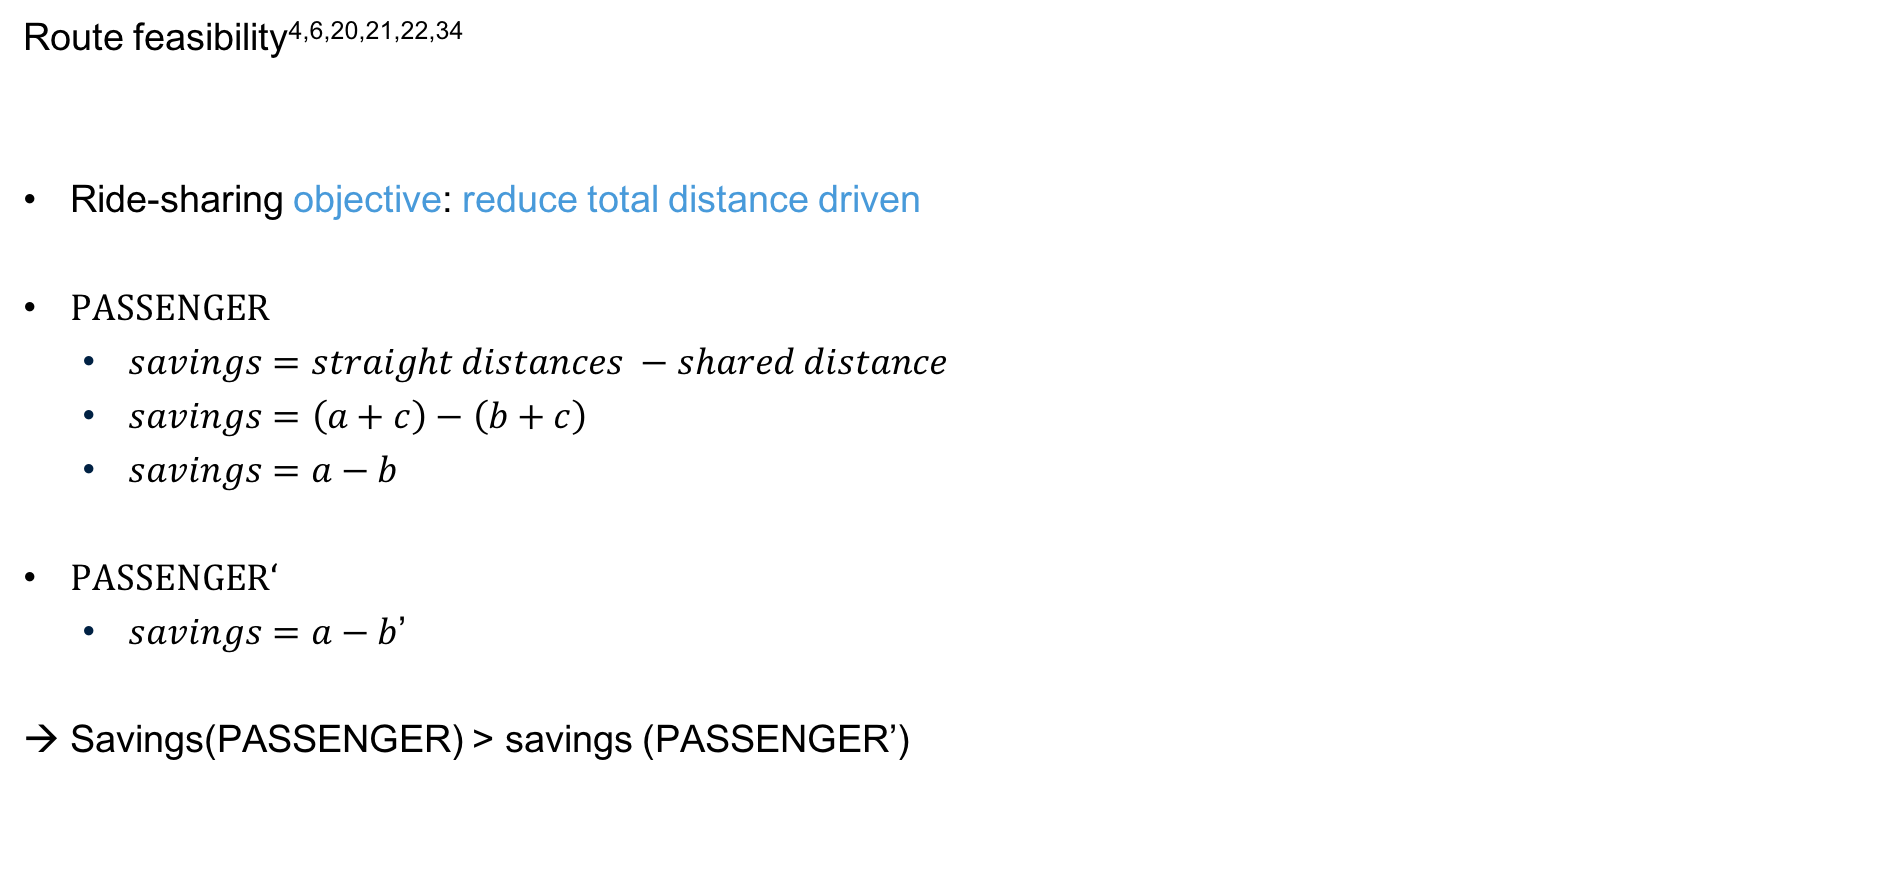 Route feasibility4,6,20,21,22,34
• Ride-sharing objective: reduce total distance driven
• PASSENGER
• savings = straight distances − shared distance
• savings = (a + c) − (b + c)
• savings = a − b
• PASSENGER‘
• savings = a − b’
→ Savings(PASSENGER) > savings (PASSENGER’)